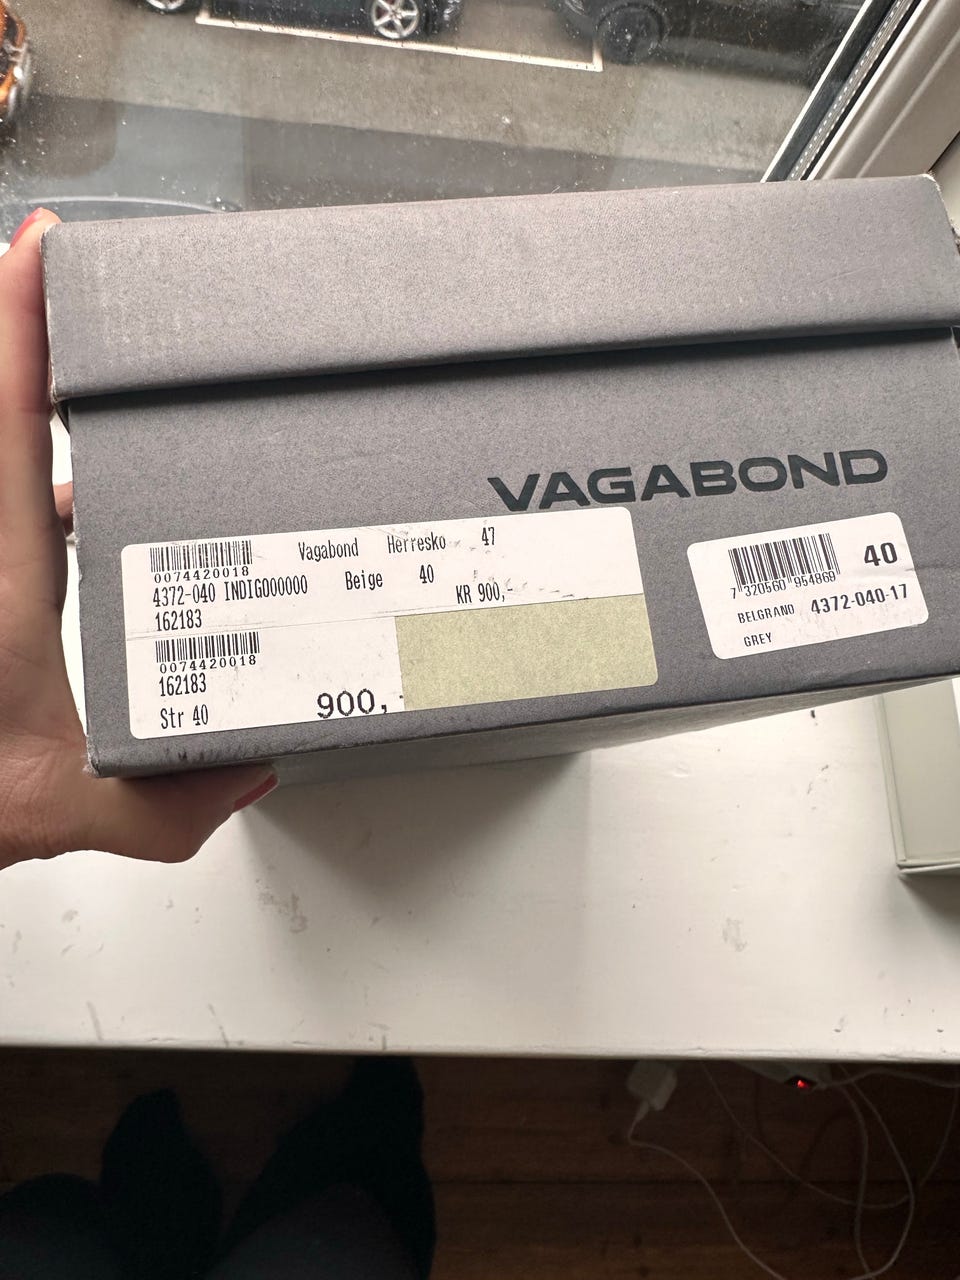 VAGABOND
Vagabond Herresko 47
0074420018
4372-040 INDIGO00000 Beige 40
KR 900,-
162183
0074420018
162183
Str 40 900,-
40
7 320560 954869
BELGRANO 4372-040-17
GREY